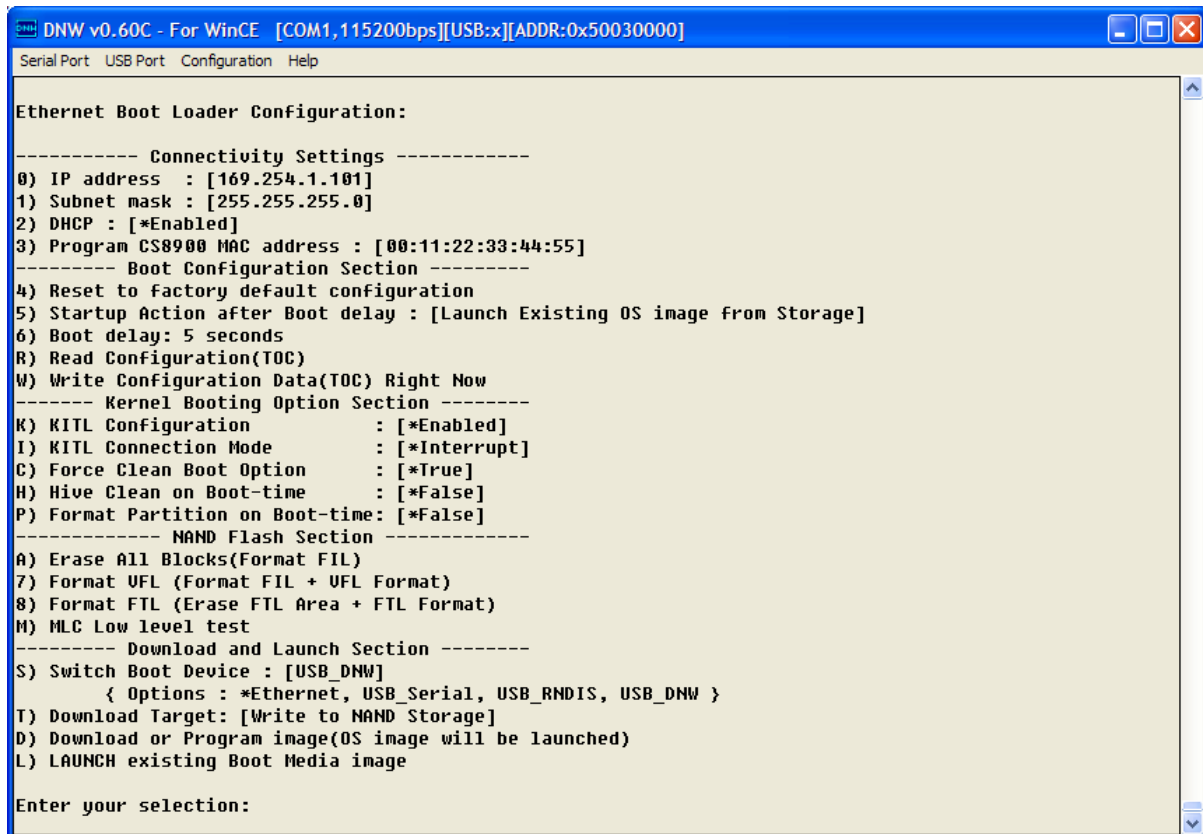 DNW v0.60C - For WinCE [COM1,115200bps][USB:x][ADDR:0x50030000]
Serial Port USB Port Configuration Help
Ethernet Boot Loader Configuration:
----------- Connectivity Settings ------------
0) IP address  : [169.254.1.101]
1) Subnet mask : [255.255.255.0]
2) DHCP : [*Enabled]
3) Program CS8900 MAC address : [00:11:22:33:44:55]
--------- Boot Configuration Section ---------
4) Reset to factory default configuration
5) Startup Action after Boot delay : [Launch Existing OS image from Storage]
6) Boot delay: 5 seconds
R) Read Configuration(TOC)
W) Write Configuration Data(TOC) Right Now
------- Kernel Booting Option Section --------
K) KITL Configuration           : [*Enabled]
I) KITL Connection Mode         : [*Interrupt]
C) Force Clean Boot Option      : [*True]
H) Hive Clean on Boot-time      : [*False]
P) Format Partition on Boot-time: [*False]
------------- NAND Flash Section -------------
A) Erase All Blocks(Format FIL)
7) Format VFL (Format FIL + VFL Format)
8) Format FTL (Erase FTL Area + FTL Format)
M) MLC Low level test
--------- Download and Launch Section --------
S) Switch Boot Device : [USB_DNW]
{ Options : *Ethernet, USB_Serial, USB_RNDIS, USB_DNW }
T) Download Target: [Write to NAND Storage]
D) Download or Program image(OS image will be launched)
L) LAUNCH existing Boot Media image
Enter your selection: